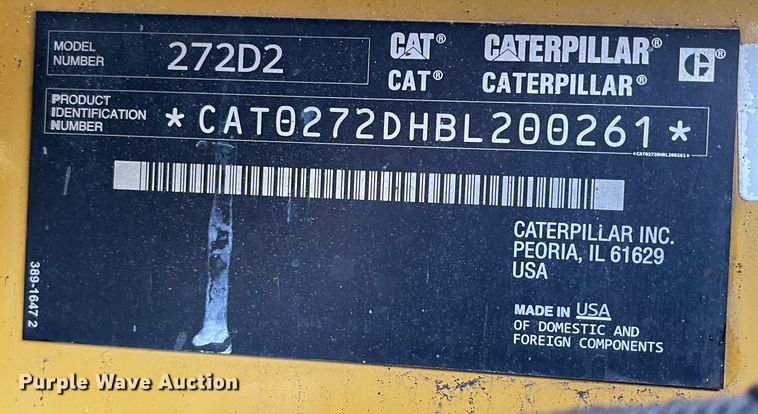 MODEL NUMBER 272D2
CAT® CATERPILLAR®
CAT® CATERPILLAR®
PRODUCT IDENTIFICATION NUMBER *CAT0272DHBL200261*
*CAT0272DHBL200261*
CATERPILLAR INC.
PEORIA, IL 61629
USA
MADE IN USA
OF DOMESTIC AND
FOREIGN COMPONENTS
389-1647 2
Purple Wave Auction